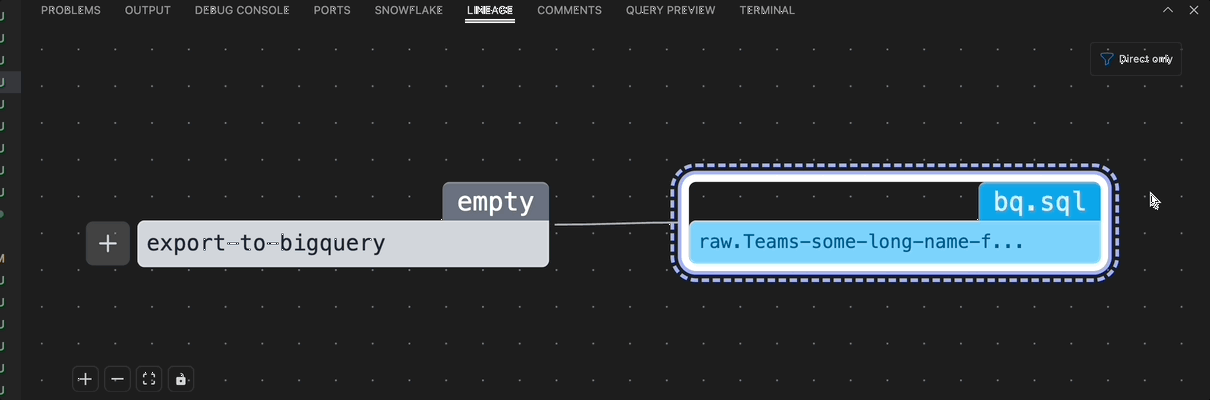 PROBLEMS OUTPUT DEBUG CONSOLE PORTS SNOWFLAKE LINEAGE COMMENTS QUERY PREVIEW TERMINAL
Direct only
empty
export-to-bigquery
bq.sql
raw.Teams-some-long-name-f...